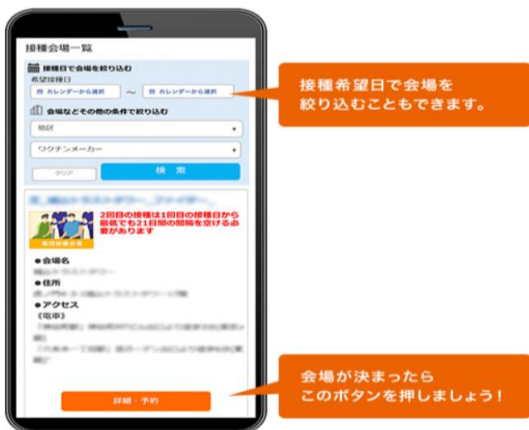 接種会場一覧
接種日で会場を絞り込む
希望接種日
カレンダーから選択 ～ カレンダーから選択
会場などその他の条件で絞り込む
地区
ワクチンメーカー
クリア 検 索
2回目の接種は1回目の接種日から
最低でも21日間の間隔を空ける必
要があります
集団接種会場
●会場名
●住所
●アクセス
《電車》
詳細・予約
接種希望日で会場を
絞り込むこともできます。
会場が決まったら
このボタンを押しましょう！